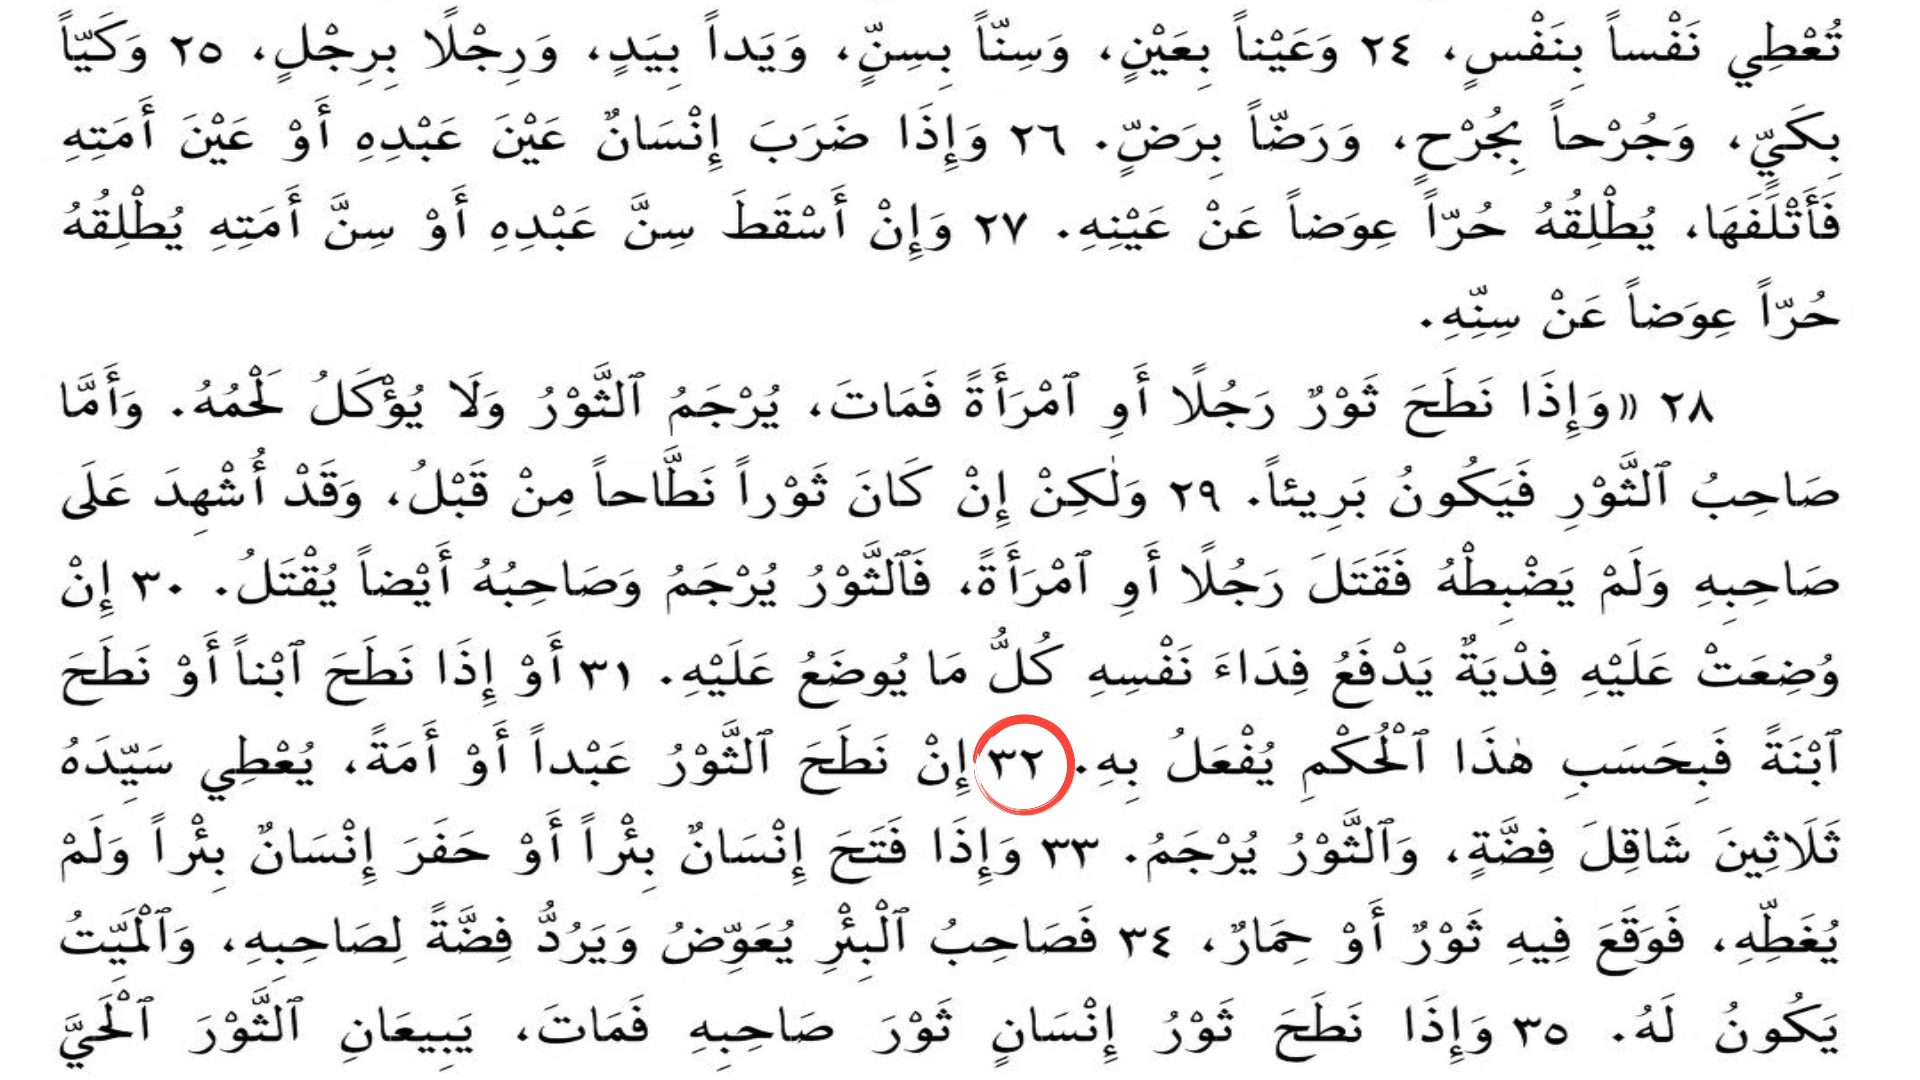 تُعْطِي نَفْساً بِنَفْسٍ، ٢٤ وَعَيْناً بِعَيْنٍ، وَسِنّاً بِسِنٍّ، وَيَداً بِيَدٍ، وَرِجْلًا بِرِجْلٍ، ٢٥ وَكَيّاً
بِكَيٍّ، وَجُرْحاً بِجُرْحٍ، وَرَضّاً بِرَضٍّ. ٢٦ وَإِذَا ضَرَبَ إِنْسَانٌ عَيْنَ عَبْدِهِ أَوْ عَيْنَ أَمَتِهِ
فَأَتْلَفَهَا، يُطْلِقُهُ حُرّاً عِوَضاً عَنْ عَيْنِهِ. ٢٧ وَإِنْ أَسْقَطَ سِنَّ عَبْدِهِ أَوْ سِنَّ أَمَتِهِ يُطْلِقُهُ
حُرّاً عِوَضاً عَنْ سِنِّهِ.
٢٨ «وَإِذَا نَطَحَ ثَوْرٌ رَجُلًا أَوِ ٱمْرَأَةً فَمَاتَ، يُرْجَمُ ٱلثَّوْرُ وَلَا يُؤْكَلُ لَحْمُهُ. وَأَمَّا
صَاحِبُ ٱلثَّوْرِ فَيَكُونُ بَرِيئاً. ٢٩ وَلٰكِنْ إِنْ كَانَ ثَوْراً نَطَّاحاً مِنْ قَبْلُ، وَقَدْ أُشْهِدَ عَلَى
صَاحِبِهِ وَلَمْ يَضْبِطْهُ فَقَتَلَ رَجُلًا أَوِ ٱمْرَأَةً، فَٱلثَّوْرُ يُرْجَمُ وَصَاحِبُهُ أَيْضاً يُقْتَلُ. ٣٠ إِنْ
وُضِعَتْ عَلَيْهِ فِدْيَةٌ يَدْفَعُ فِدَاءَ نَفْسِهِ كُلُّ مَا يُوضَعُ عَلَيْهِ. ٣١ أَوْ إِذَا نَطَحَ ٱبْناً أَوْ نَطَحَ
ٱبْنَةً فَبِحَسَبِ هٰذَا ٱلْحُكْمِ يُفْعَلُ بِهِ. ٣٢ إِنْ نَطَحَ ٱلثَّوْرُ عَبْداً أَوْ أَمَةً، يُعْطِي سَيِّدَهُ
ثَلَاثِينَ شَاقِلَ فِضَّةٍ، وَٱلثَّوْرُ يُرْجَمُ. ٣٣ وَإِذَا فَتَحَ إِنْسَانٌ بِئْراً أَوْ حَفَرَ إِنْسَانٌ بِئْراً وَلَمْ
يُغَطِّهِ، فَوَقَعَ فِيهِ ثَوْرٌ أَوْ حِمَارٌ، ٣٤ فَصَاحِبُ ٱلْبِئْرِ يُعَوِّضُ وَيَرُدُّ فِضَّةً لِصَاحِبِهِ، وَٱلْمَيِّتُ
يَكُونُ لَهُ. ٣٥ وَإِذَا نَطَحَ ثَوْرُ إِنْسَانٍ ثَوْرَ صَاحِبِهِ فَمَاتَ، يَبِيعَانِ ٱلثَّوْرَ ٱلْحَيَّ